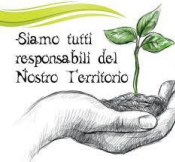 -Siamo tutti
responsabili del
Nostro Territorio